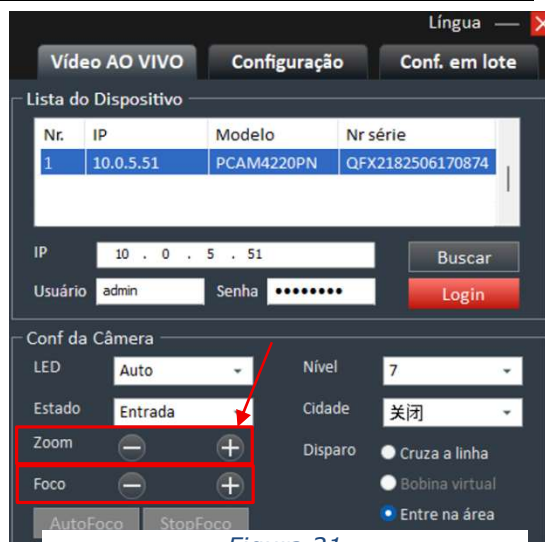 Língua
Vídeo AO VIVO Configuração Conf. em lote
Lista do Dispositivo
Nr. IP Modelo Nr série
1 10.0.5.51 PCAM4220PN QFX2182506170874
IP 10 . 0 . 5 . 51 Buscar
Usuário admin Senha •••••••• Login
Conf da Câmera
LED Auto Nível 7
Estado Entrada Cidade 关闭
Zoom Disparo Cruza a linha
Foco Bobina virtual
AutoFoco StopFoco Entre na área